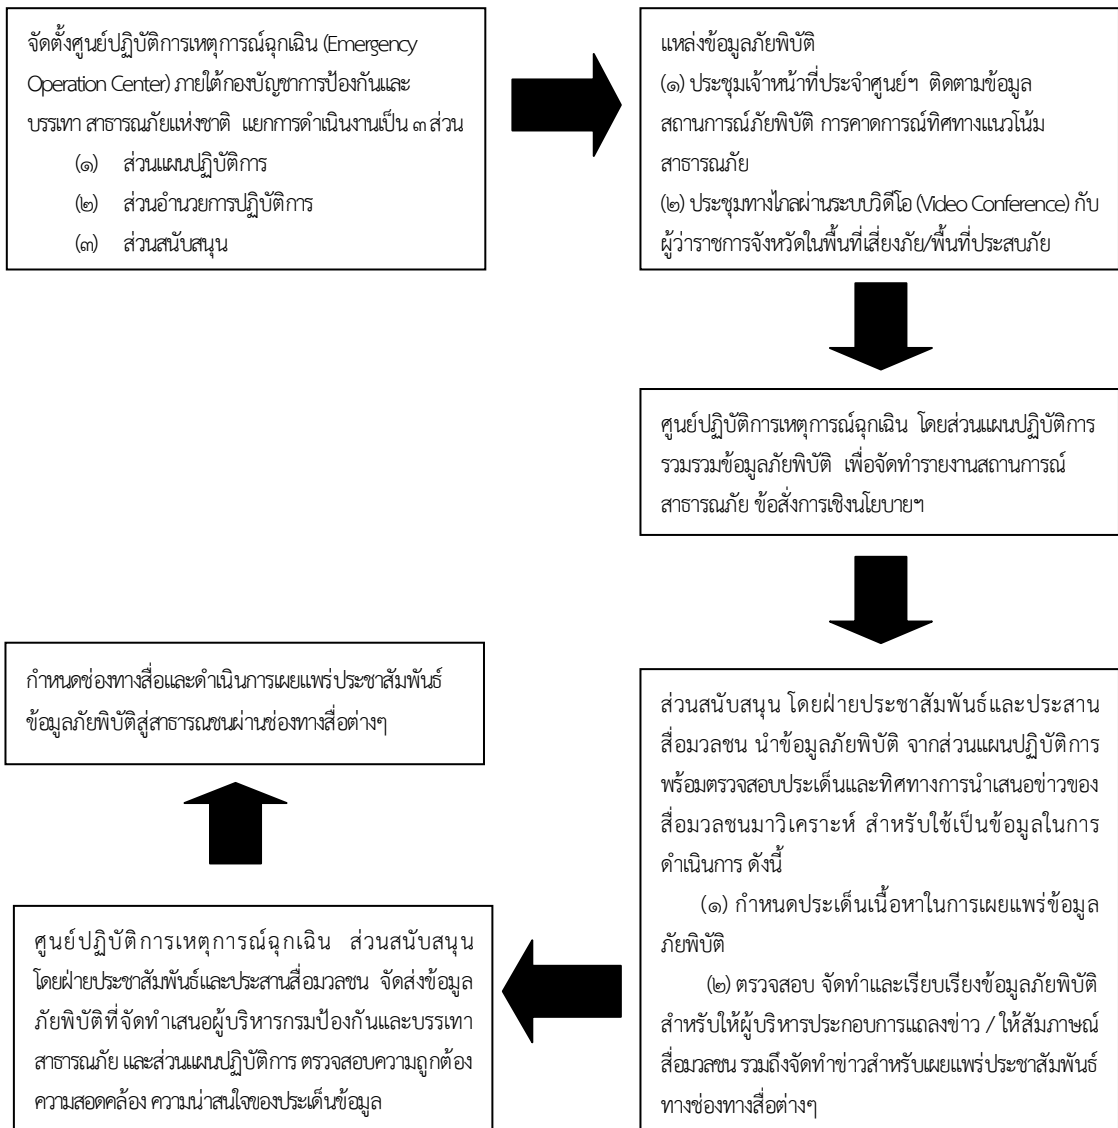 จัดตั้งศูนย์ปฏิบัติการเหตุการณ์ฉุกเฉิน (Emergency
Operation Center) ภายใต้กองบัญชาการป้องกันและ
บรรเทา สาธารณภัยแห่งชาติ แยกการดำเนินงานเป็น ๓ ส่วน
(๑) ส่วนแผนปฏิบัติการ
(๒) ส่วนอำนวยการปฏิบัติการ
(๓) ส่วนสนับสนุน
แหล่งข้อมูลภัยพิบัติ
(๑) ประชุมเจ้าหน้าที่ประจำศูนย์ฯ ติดตามข้อมูล
สถานการณ์ภัยพิบัติ การคาดการณ์ทิศทางแนวโน้ม
สาธารณภัย
(๒) ประชุมทางไกลผ่านระบบวิดีโอ (Video Conference) กับ
ผู้ว่าราชการจังหวัดในพื้นที่เสี่ยงภัย/พื้นที่ประสบภัย
ศูนย์ปฏิบัติการเหตุการณ์ฉุกเฉิน โดยส่วนแผนปฏิบัติการ
รวมรวมข้อมูลภัยพิบัติ เพื่อจัดทำรายงานสถานการณ์
สาธารณภัย ข้อสั่งการเชิงนโยบายฯ
ส่วนสนับสนุน โดยฝ่ายประชาสัมพันธ์และประสาน
สื่อมวลชน นำข้อมูลภัยพิบัติ จากส่วนแผนปฏิบัติการ
พร้อมตรวจสอบประเด็นและทิศทางการนำเสนอข่าวของ
สื่อมวลชนมาวิเคราะห์ สำหรับใช้เป็นข้อมูลในการ
ดำเนินการ ดังนี้
(๑) กำหนดประเด็นเนื้อหาในการเผยแพร่ข้อมูล
ภัยพิบัติ
(๒) ตรวจสอบ จัดทำและเรียบเรียงข้อมูลภัยพิบัติ
สำหรับให้ผู้บริหารประกอบการแถลงข่าว / ให้สัมภาษณ์
สื่อมวลชน รวมถึงจัดทำข่าวสำหรับเผยแพร่ประชาสัมพันธ์
ทางช่องทางสื่อต่างๆ
ศูนย์ปฏิบัติการเหตุการณ์ฉุกเฉิน ส่วนสนับสนุน
โดยฝ่ายประชาสัมพันธ์และประสานสื่อมวลชน จัดส่งข้อมูล
ภัยพิบัติที่จัดทำเสนอผู้บริหารกรมป้องกันและบรรเทา
สาธารณภัย และส่วนแผนปฏิบัติการ ตรวจสอบความถูกต้อง
ความสอดคล้อง ความน่าสนใจของประเด็นข้อมูล
กำหนดช่องทางสื่อและดำเนินการเผยแพร่ประชาสัมพันธ์
ข้อมูลภัยพิบัติสู่สาธารณชนผ่านช่องทางสื่อต่างๆ